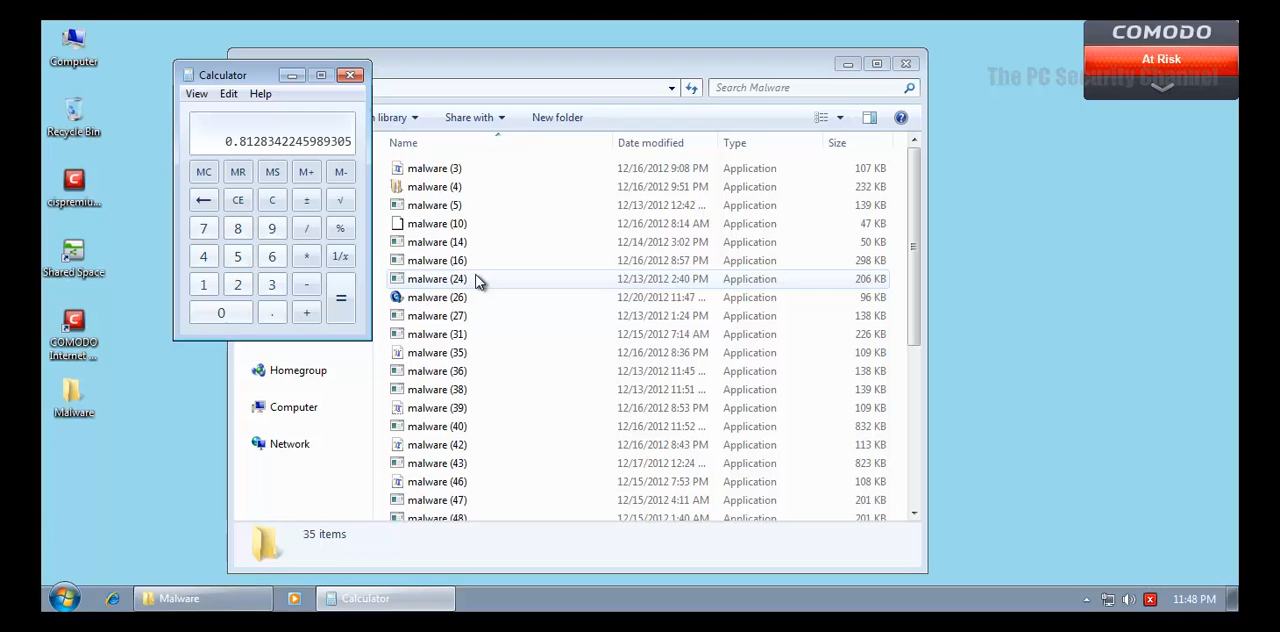 Computer
Recycle Bin
cispremiu...
Shared Space
COMODO
Internet ...
Malware
Calculator
View Edit Help
0.8128342245989305
MC MR MS M+ M-
← CE C ± √
7 8 9 / %
4 5 6 * 1/x
1 2 3 - =
0 . +
Search Malware
n library Share with New folder
Name Date modified Type Size
malware (3) 12/16/2012 9:08 PM Application 107 KB
malware (4) 12/16/2012 9:51 PM Application 232 KB
malware (5) 12/13/2012 12:42 ... Application 139 KB
malware (10) 12/16/2012 8:14 AM Application 47 KB
malware (14) 12/14/2012 3:02 PM Application 50 KB
malware (16) 12/16/2012 8:57 PM Application 298 KB
malware (24) 12/13/2012 2:40 PM Application 206 KB
malware (26) 12/20/2012 11:47 ... Application 96 KB
malware (27) 12/13/2012 1:24 PM Application 138 KB
malware (31) 12/15/2012 7:14 AM Application 226 KB
malware (35) 12/16/2012 8:36 PM Application 109 KB
malware (36) 12/13/2012 11:45 ... Application 138 KB
malware (38) 12/13/2012 11:51 ... Application 139 KB
malware (39) 12/16/2012 8:53 PM Application 109 KB
malware (40) 12/16/2012 11:52 ... Application 832 KB
malware (42) 12/16/2012 8:43 PM Application 113 KB
malware (43) 12/17/2012 12:24 ... Application 823 KB
malware (46) 12/15/2012 7:53 PM Application 108 KB
malware (47) 12/15/2012 4:11 AM Application 201 KB
malware (48) 12/15/2012 1:40 AM Application 201 KB
Homegroup
Computer
Network
35 items
COMODO
At Risk
The PC Security Channel
Malware
Calculator
11:48 PM